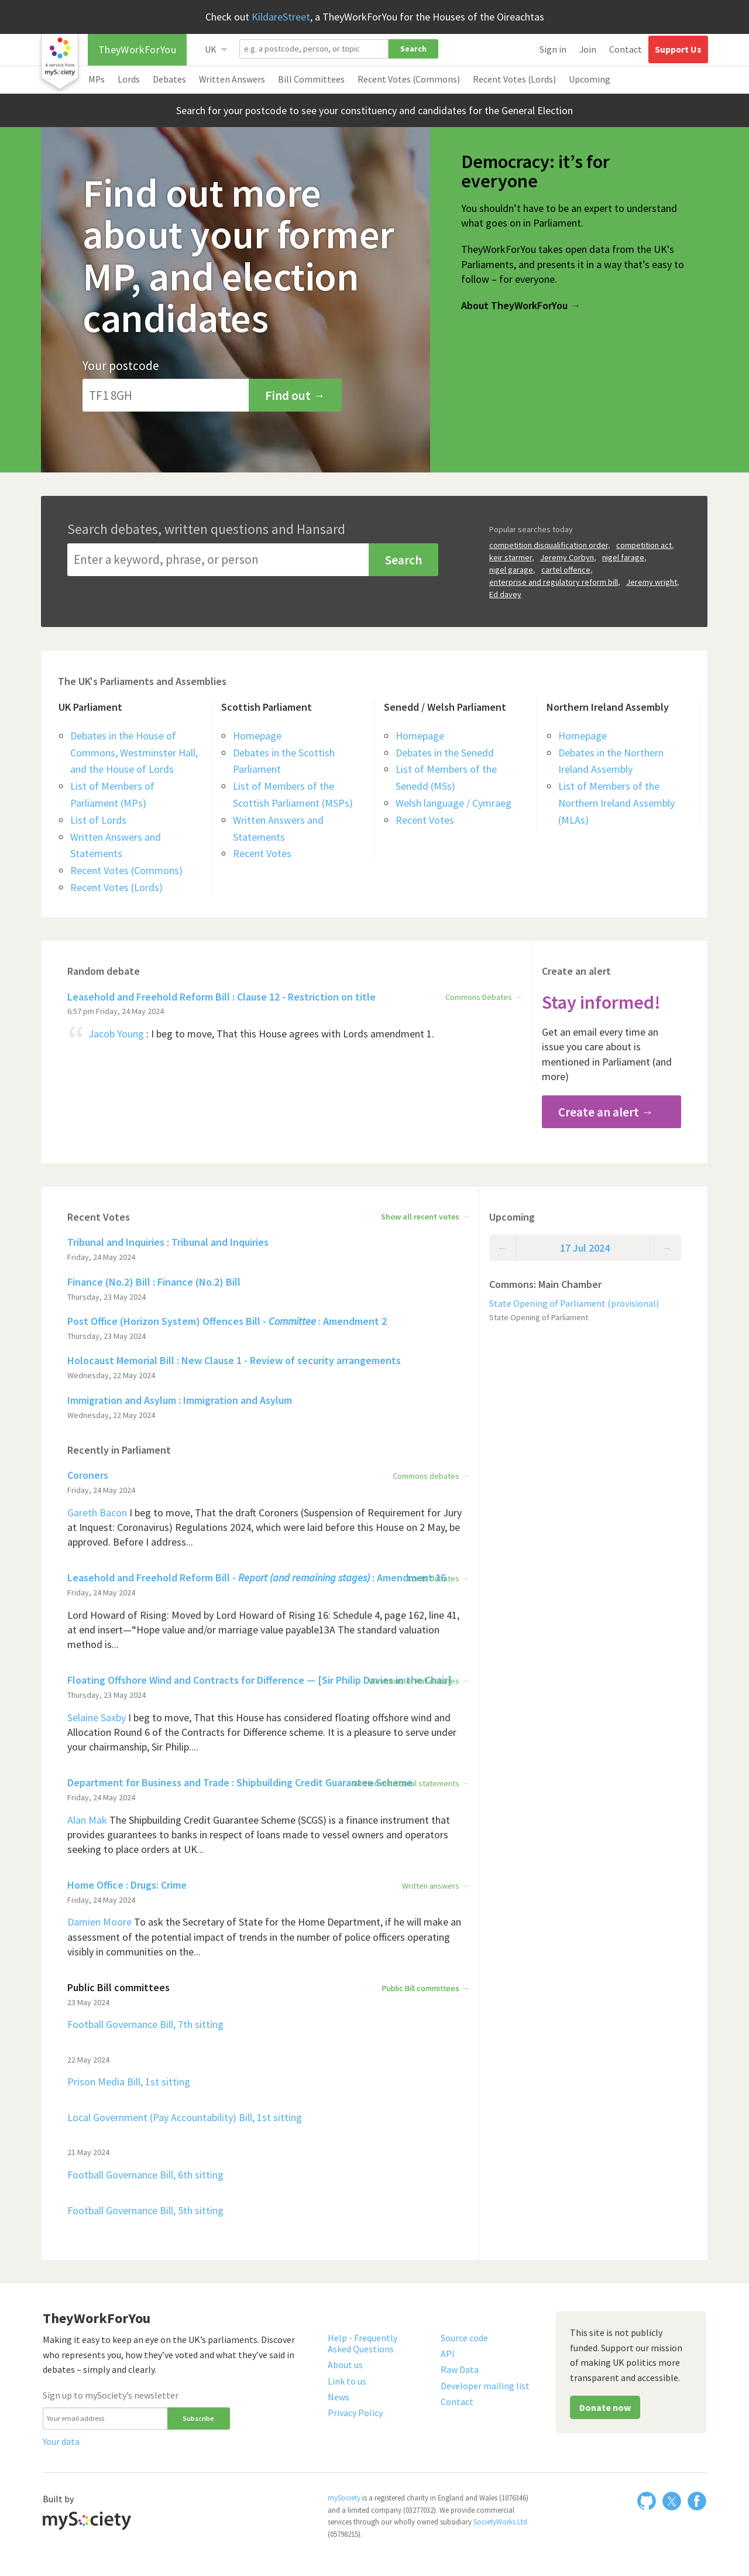 Check out KildareStreet, a TheyWorkForYou for the Houses of the Oireachtas
A service from
mySociety
TheyWorkForYou
UK
e.g. a postcode, person, or topic
Search
Sign in
Join
Contact
Support Us
MPs
Lords
Debates
Written Answers
Bill Committees
Recent Votes (Commons)
Recent Votes (Lords)
Upcoming
Search for your postcode to see your constituency and candidates for the General Election
Find out more
about your former
MP, and election
candidates
Your postcode
TF1 8GH
Find out →
Democracy: it’s for
everyone
You shouldn’t have to be an expert to understand
what goes on in Parliament.
TheyWorkForYou takes open data from the UK's
Parliaments, and presents it in a way that’s easy to
follow – for everyone.
About TheyWorkForYou →
Search debates, written questions and Hansard
Enter a keyword, phrase, or person
Search
Popular searches today
competition disqualification order, competition act,
keir starmer, Jeremy Corbyn, nigel farage,
nigel garage, cartel offence,
enterprise and regulatory reform bill, Jeremy wright,
Ed davey
The UK's Parliaments and Assemblies
UK Parliament
Debates in the House of
Commons, Westminster Hall,
and the House of Lords
List of Members of
Parliament (MPs)
List of Lords
Written Answers and
Statements
Recent Votes (Commons)
Recent Votes (Lords)
Scottish Parliament
Homepage
Debates in the Scottish
Parliament
List of Members of the
Scottish Parliament (MSPs)
Written Answers and
Statements
Recent Votes
Senedd / Welsh Parliament
Homepage
Debates in the Senedd
List of Members of the
Senedd (MSs)
Welsh language / Cymraeg
Recent Votes
Northern Ireland Assembly
Homepage
Debates in the Northern
Ireland Assembly
List of Members of the
Northern Ireland Assembly
(MLAs)
Random debate
Leasehold and Freehold Reform Bill : Clause 12 - Restriction on title
Commons Debates →
6:57 pm Friday, 24 May 2024
“ Jacob Young : I beg to move, That this House agrees with Lords amendment 1.
Create an alert
Stay informed!
Get an email every time an
issue you care about is
mentioned in Parliament (and
more)
Create an alert →
Recent Votes
Show all recent votes →
Tribunal and Inquiries : Tribunal and Inquiries
Friday, 24 May 2024
Finance (No.2) Bill : Finance (No.2) Bill
Thursday, 23 May 2024
Post Office (Horizon System) Offences Bill - Committee : Amendment 2
Thursday, 23 May 2024
Holocaust Memorial Bill : New Clause 1 - Review of security arrangements
Wednesday, 22 May 2024
Immigration and Asylum : Immigration and Asylum
Wednesday, 22 May 2024
Upcoming
← 17 Jul 2024 →
Commons: Main Chamber
State Opening of Parliament (provisional)
State Opening of Parliament
Recently in Parliament
Coroners
Commons debates →
Friday, 24 May 2024
Gareth Bacon I beg to move, That the draft Coroners (Suspension of Requirement for Jury
at Inquest: Coronavirus) Regulations 2024, which were laid before this House on 2 May, be
approved. Before I address...
Leasehold and Freehold Reform Bill - Report (and remaining stages) : Amendment 16
Friday, 24 May 2024
Lord Howard of Rising: Moved by Lord Howard of Rising 16: Schedule 4, page 162, line 41,
at end insert—“Hope value and/or marriage value payable13A The standard valuation
method is...
Floating Offshore Wind and Contracts for Difference — [Sir Philip Davies in the Chair]
Thursday, 23 May 2024
Selaine Saxby I beg to move, That this House has considered floating offshore wind and
Allocation Round 6 of the Contracts for Difference scheme. It is a pleasure to serve under
your chairmanship, Sir Philip....
Department for Business and Trade : Shipbuilding Credit Guarantee Scheme
statements →
Friday, 24 May 2024
Alan Mak The Shipbuilding Credit Guarantee Scheme (SCGS) is a finance instrument that
provides guarantees to banks in respect of loans made to vessel owners and operators
seeking to place orders at UK...
Home Office : Drugs: Crime
Written answers →
Friday, 24 May 2024
Damien Moore To ask the Secretary of State for the Home Department, if he will make an
assessment of the potential impact of trends in the number of police officers operating
visibly in communities on the...
Public Bill committees
Public Bill committees →
23 May 2024
Football Governance Bill, 7th sitting
22 May 2024
Prison Media Bill, 1st sitting
Local Government (Pay Accountability) Bill, 1st sitting
21 May 2024
Football Governance Bill, 6th sitting
Football Governance Bill, 5th sitting
TheyWorkForYou
Making it easy to keep an eye on the UK’s parliaments. Discover
who represents you, how they’ve voted and what they’ve said in
debates – simply and clearly.
Sign up to mySociety’s newsletter
Your email address
Subscribe
Your data
Help - Frequently
Asked Questions
About us
Link to us
News
Privacy Policy
Source code
API
Raw Data
Developer mailing list
Contact
This site is not publicly
funded. Support our mission
of making UK politics more
transparent and accessible.
Donate now
Built by
mySociety
mySociety is a registered charity in England and Wales (1076346)
and a limited company (03277032). We provide commercial
services through our wholly owned subsidiary SocietyWorks Ltd
(05798215).